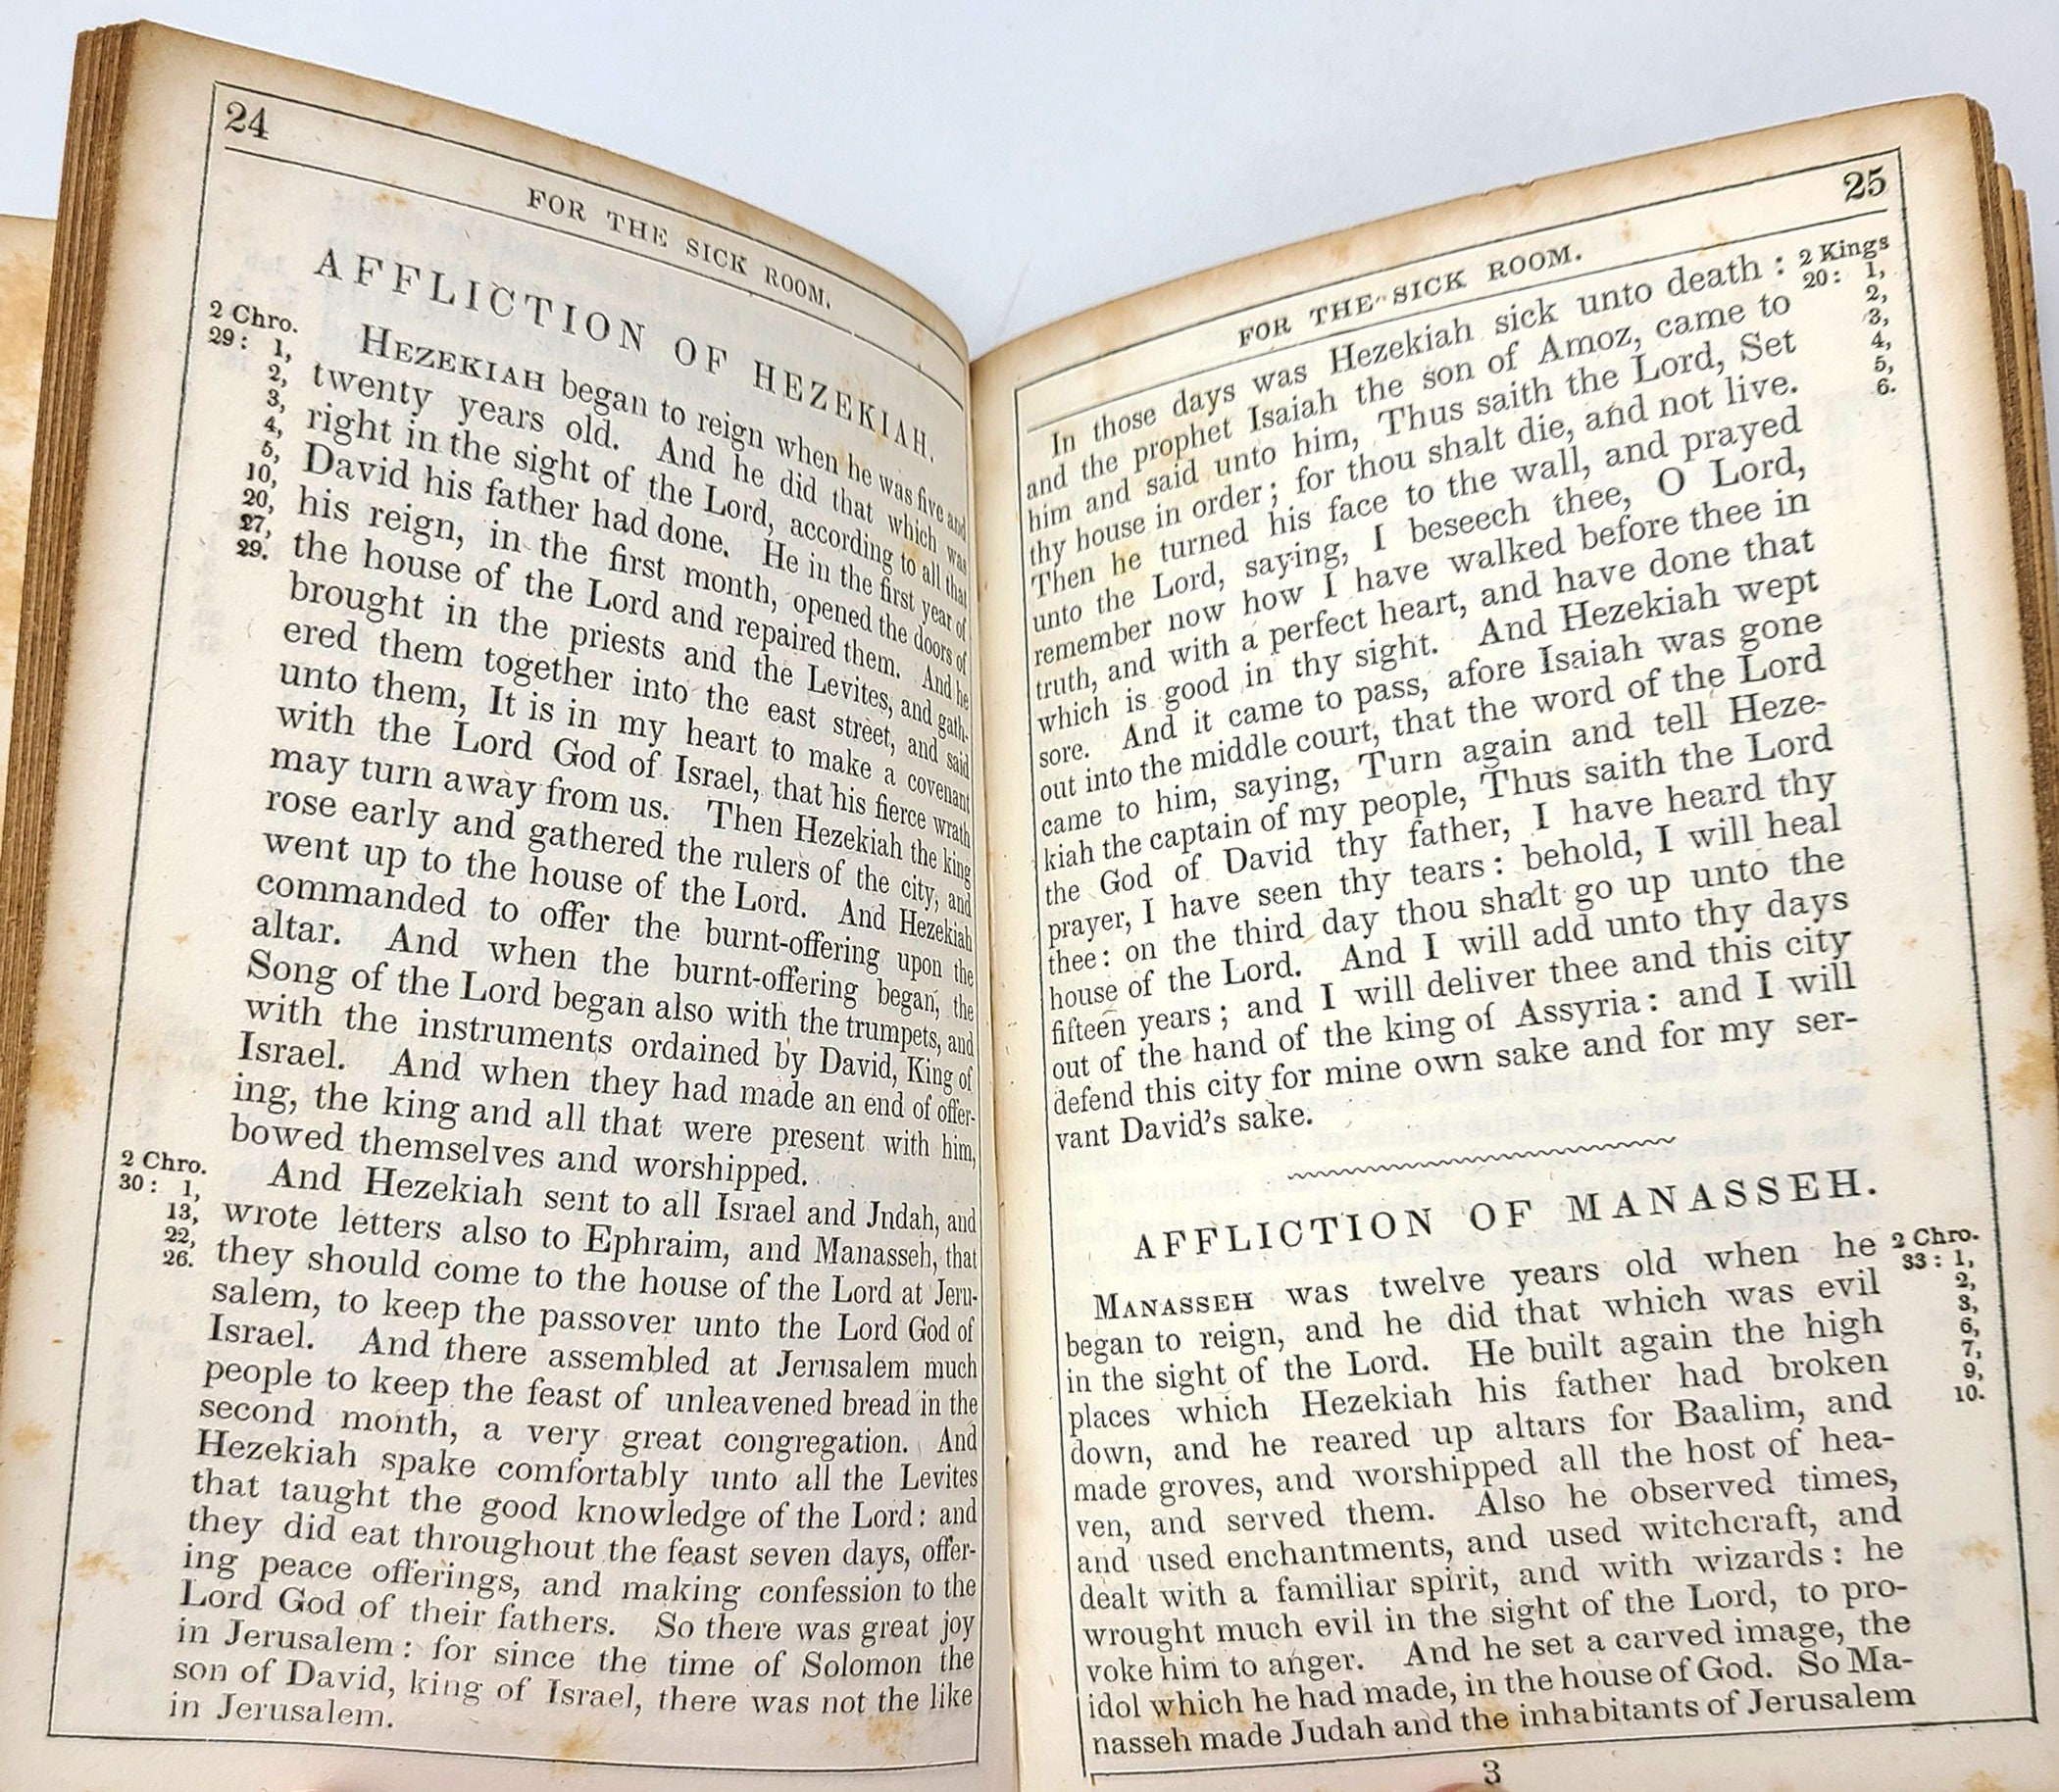 24
FOR THE SICK ROOM.
AFFLICTION OF HEZEKIAH.
2 Chro.
29: 1,
2,
3,
4,
5,
10,
20,
27,
29.
HEZEKIAH began to reign when he was five and
twenty years old. And he did that which was
right in the sight of the Lord, according to all that
David his father had done. He in the first year of
his reign, in the first month, opened the doors of
the house of the Lord and repaired them. And he
brought in the priests and the Levites, and gath-
ered them together into the east street, and said
unto them, It is in my heart to make a covenant
with the Lord God of Israel, that his fierce wrath
may turn away from us. Then Hezekiah the king
rose early and gathered the rulers of the city, and
went up to the house of the Lord. And Hezekiah
commanded to offer the burnt-offering upon the
altar. And when the burnt-offering began, the
Song of the Lord began also with the trumpets, and
with the instruments ordained by David, King of
Israel. And when they had made an end of offer-
ing, the king and all that were present with him,
bowed themselves and worshipped.
2 Chro.
30: 1,
13,
22,
26.
And Hezekiah sent to all Israel and Jndah, and
wrote letters also to Ephraim, and Manasseh, that
they should come to the house of the Lord at Jeru-
salem, to keep the passover unto the Lord God of
Israel. And there assembled at Jerusalem much
people to keep the feast of unleavened bread in the
second month, a very great congregation. And
Hezekiah spake comfortably unto all the Levites
that taught the good knowledge of the Lord: and
they did eat throughout the feast seven days, offer-
ing peace offerings, and making confession to the
Lord God of their fathers. So there was great joy
in Jerusalem: for since the time of Solomon the
son of David, king of Israel, there was not the like
in Jerusalem.
25
FOR THE SICK ROOM.
2 Kings
20: 1,
2,
3,
4,
5,
6.
In those days was Hezekiah sick unto death:
and the prophet Isaiah the son of Amoz, came to
him and said unto him, Thus saith the Lord, Set
thy house in order; for thou shalt die, and not live.
Then he turned his face to the wall, and prayed
unto the Lord, saying, I beseech thee, O Lord,
remember now how I have walked before thee in
truth, and with a perfect heart, and have done that
which is good in thy sight. And Hezekiah wept
sore. And it came to pass, afore Isaiah was gone
out into the middle court, that the word of the Lord
came to him, saying, Turn again and tell Heze-
kiah the captain of my people, Thus saith the Lord
the God of David thy father, I have heard thy
prayer, I have seen thy tears: behold, I will heal
thee: on the third day thou shalt go up unto the
house of the Lord. And I will add unto thy days
fifteen years; and I will deliver thee and this city
out of the hand of the king of Assyria: and I will
defend this city for mine own sake and for my ser-
vant David's sake.
AFFLICTION OF MANASSEH.
2 Chro.
33: 1,
2,
3,
6,
7,
9,
10.
MANASSEH was twelve years old when he
began to reign, and he did that which was evil
in the sight of the Lord. He built again the high
places which Hezekiah his father had broken
down, and he reared up altars for Baalim, and
made groves, and worshipped all the host of hea-
ven, and served them. Also he observed times,
and used enchantments, and used witchcraft, and
dealt with a familiar spirit, and with wizards: he
wrought much evil in the sight of the Lord, to pro-
voke him to anger. And he set a carved image, the
idol which he had made, in the house of God. So Ma-
nasseh made Judah and the inhabitants of Jerusalem
3